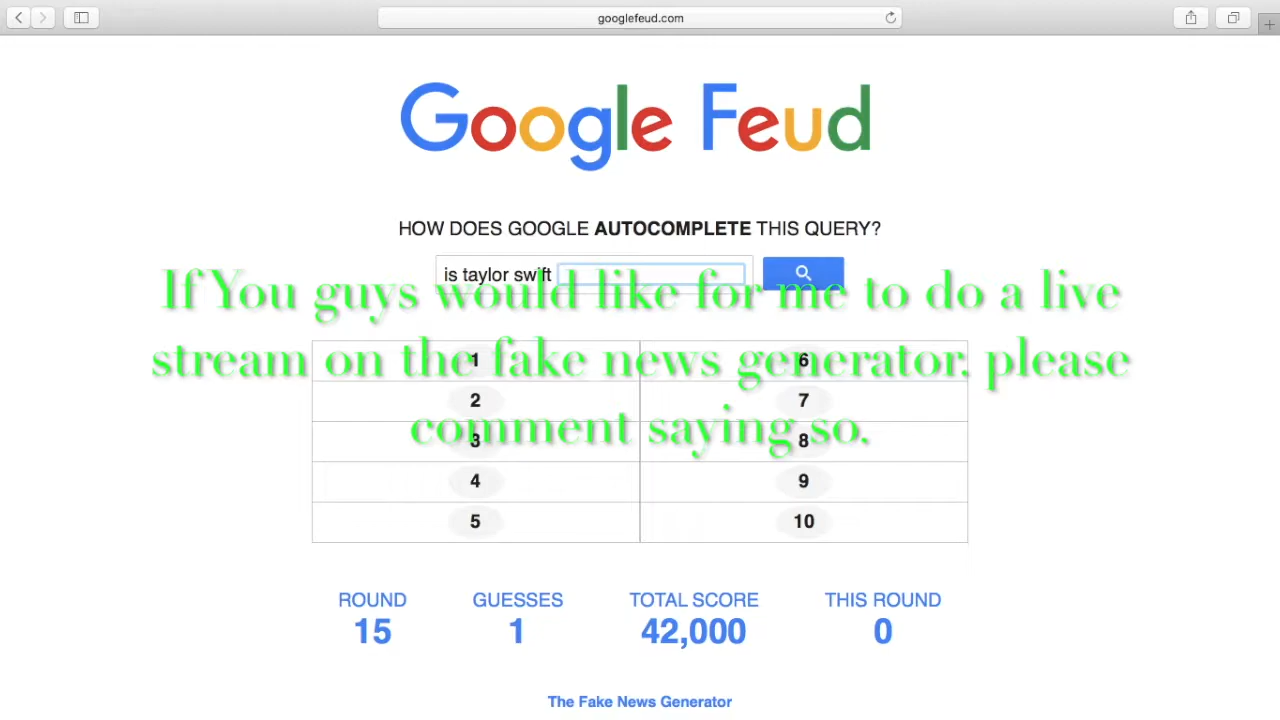 googlefeud.com
Google Feud
HOW DOES GOOGLE AUTOCOMPLETE THIS QUERY?
is taylor swift
If You guys would like for me to do a live
stream on the fake news generator, please
comment saying so.
1 6
2 7
3 8
4 9
5 10
ROUND GUESSES TOTAL SCORE THIS ROUND
15 1 42,000 0
The Fake News Generator